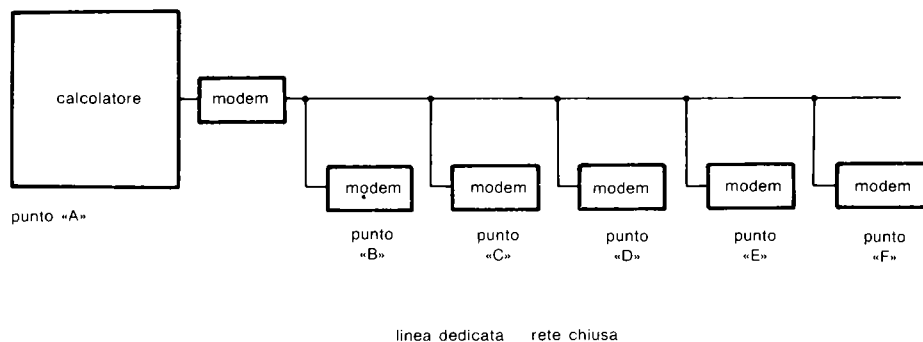 calcolatore
modem
modem
modem
modem
modem
modem
punto «A»
punto
«B»
punto
«C»
punto
«D»
punto
«E»
punto
«F»
linea dedicata rete chiusa